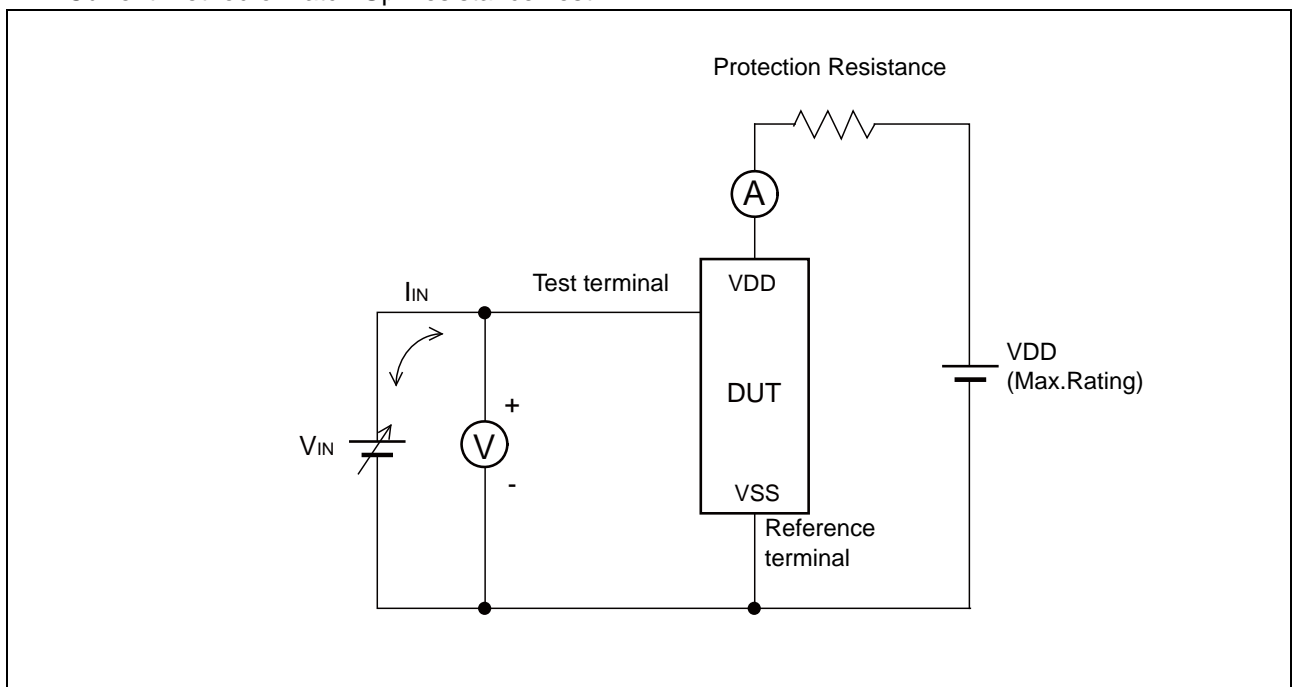 Protection Resistance
A
Test terminal
VDD
IIN
VDD
(Max.Rating)
DUT
+
VIN
V
-
VSS
Reference
terminal